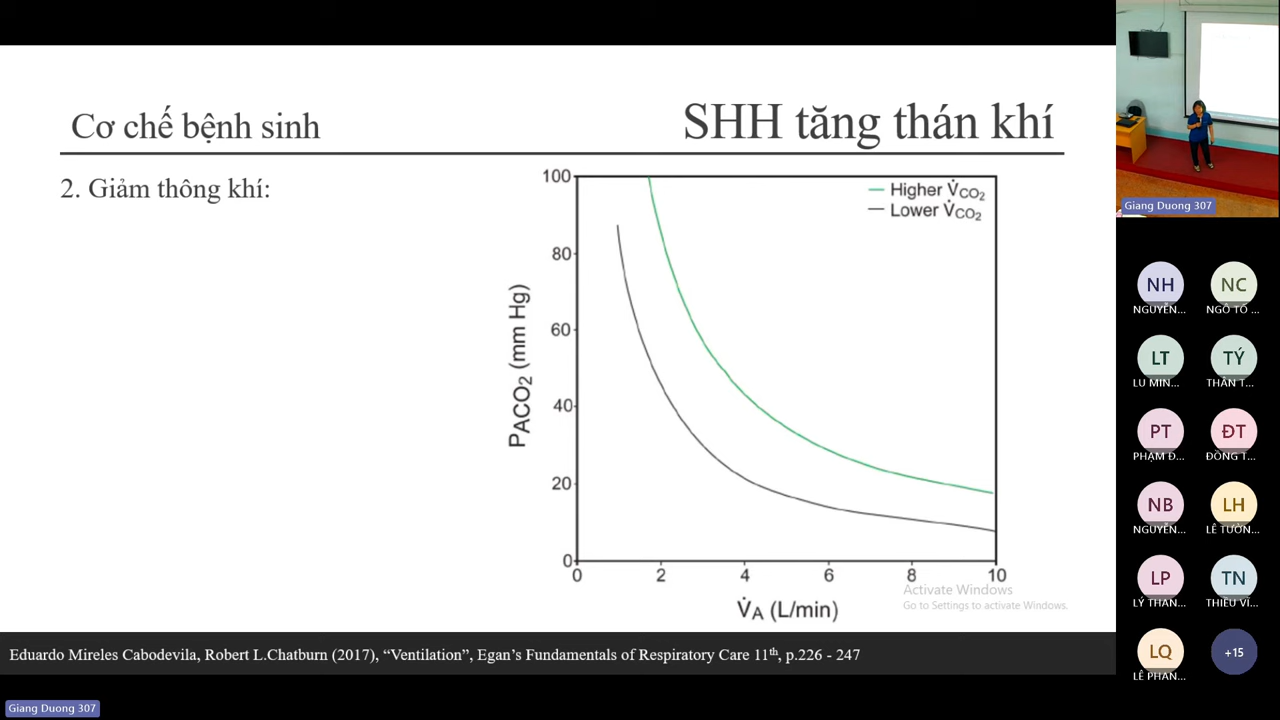 Cơ chế bệnh sinh
SHH tăng thán khí
2. Giảm thông khí:
Higher V̇CO₂
Lower V̇CO₂
100
80
60
40
20
0
PACO₂ (mm Hg)
0 2 4 6 8 10
V̇A (L/min)
Activate Windows
Go to Settings to activate Windows.
Eduardo Mireles Cabodevila, Robert L.Chatburn (2017), “Ventilation”, Egan’s Fundamentals of Respiratory Care 11th, p.226 - 247
Giang Duong 307
Giang Duong 307
NH NC
NGUYỄN... NGÔ TỐ ...
LT TÝ
LU MIN... THÂN T...
PT ĐT
PHẠM Đ... ĐỒNG T...
NB LH
NGUYỄN... LÊ TƯỜN...
LP TN
LÝ THAN... THIỀU VĨ...
LQ +15
LÊ PHAN...